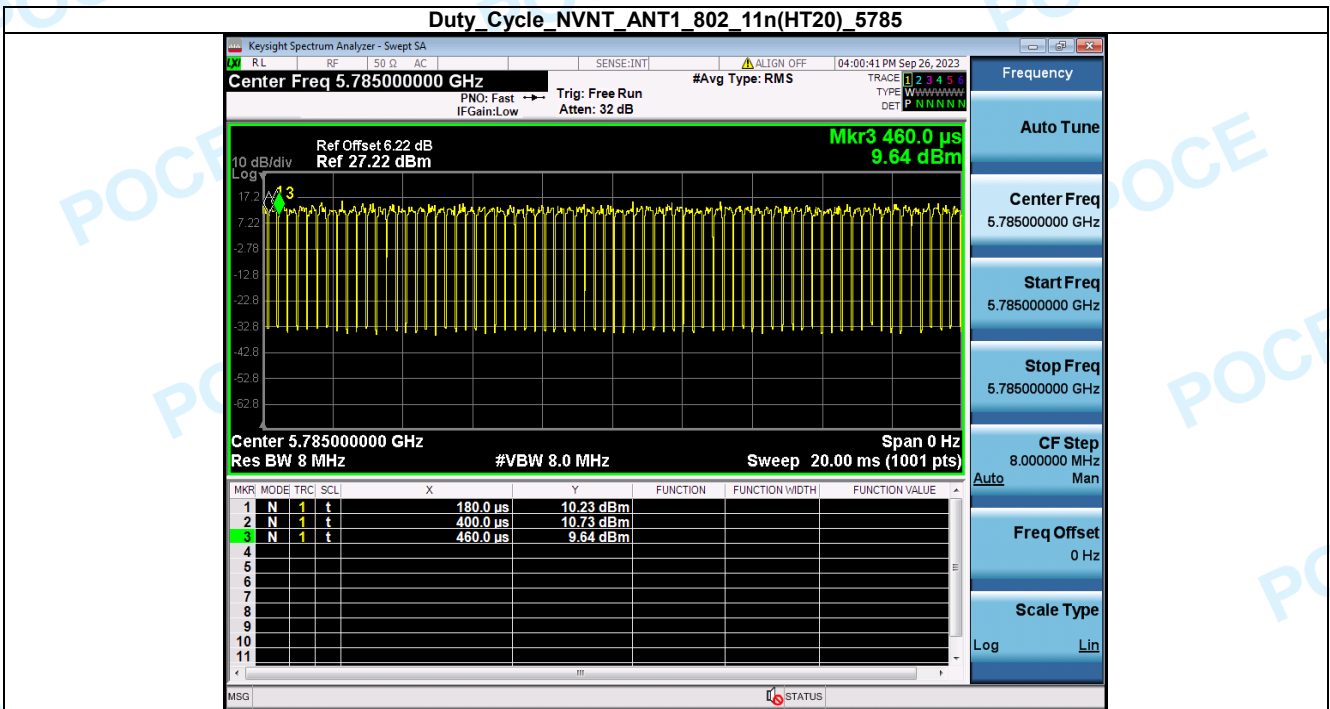 Duty_Cycle_NVNT_ANT1_802_11n(HT20)_5785
Keysight Spectrum Analyzer - Swept SA
LXI RL RF 50 Ω AC SENSE:INT ALIGN OFF 04:00:41 PM Sep 26, 2023
Center Freq 5.785000000 GHz #Avg Type: RMS TRACE 1 2 3 4 5 6
PNO: Fast Trig: Free Run TYPE WWWWWW
IFGain:Low Atten: 32 dB DET P N N N N N
Frequency
Mkr3 460.0 µs
9.64 dBm
Ref Offset 6.22 dB
10 dB/div Ref 27.22 dBm
Log
17.2
7.22
-2.78
-12.8
-22.8
-32.8
-42.8
-52.8
-62.8
1 3
Center 5.785000000 GHz Span 0 Hz
Res BW 8 MHz #VBW 8.0 MHz Sweep 20.00 ms (1001 pts)
MKR MODE TRC SCL X Y FUNCTION FUNCTION WIDTH FUNCTION VALUE
1 N 1 t 180.0 µs 10.23 dBm
2 N 1 t 400.0 µs 10.73 dBm
3 N 1 t 460.0 µs 9.64 dBm
4
5
6
7
8
9
10
11
MSG STATUS
Auto Tune
Center Freq
5.785000000 GHz
Start Freq
5.785000000 GHz
Stop Freq
5.785000000 GHz
CF Step
8.000000 MHz
Auto Man
Freq Offset
0 Hz
Scale Type
Log Lin
POCE
POCE
POCE